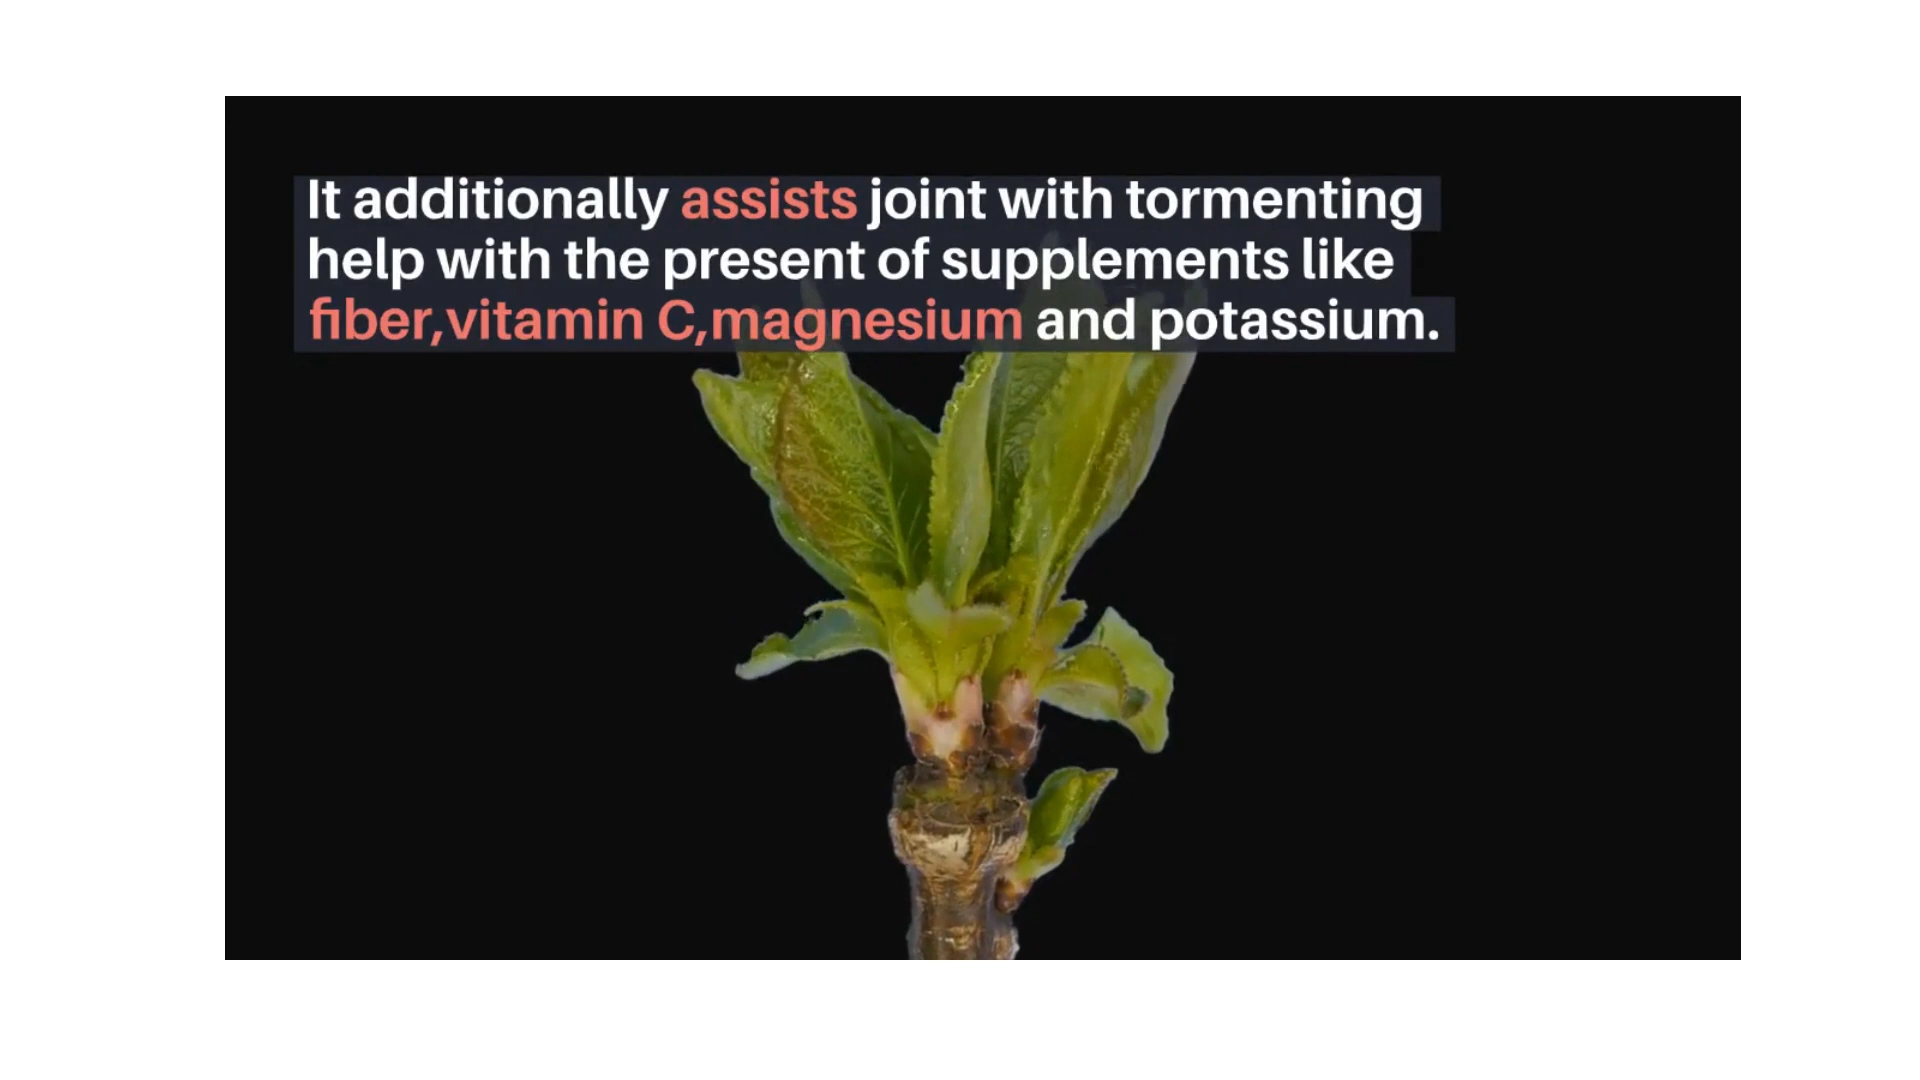 It additionally assists joint with tormenting
help with the present of supplements like
fiber,vitamin C,magnesium and potassium.